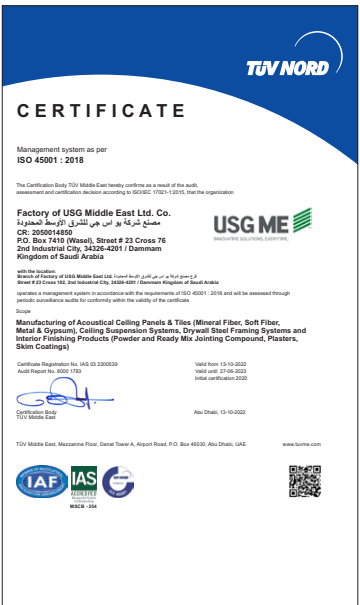 TÜV NORD
CERTIFICATE
Management system as per
ISO 45001 : 2018
The Certification Body TÜV Middle East hereby confirms as a result of the audit,
assessment and certification decision according to ISO/IEC 17021-1:2015, that the organization
Factory of USG Middle East Ltd. Co.
مصنع شركة يو اس جي للشرق الأوسط المحدودة
CR: 2050014850
P.O. Box 7410 (Wasel), Street # 23 Cross 76
2nd Industrial City, 34326-4201 / Dammam
Kingdom of Saudi Arabia
USG ME
INNOVATIVE SOLUTIONS. EVERYTIME.
with the location:
Branch of Factory of USG Middle East Ltd. فرع مصنع شركة يو اس جي للشرق الاوسط المحدودة
Street # 23 Cross 102, 2nd Industrial City, 34326-4201 / Dammam Kingdom of Saudi Arabia
operates a management system in accordance with the requirements of ISO 45001 : 2018 and will be assessed through
periodic surveillance audits for conformity within the validity of the certificate
Scope
Manufacturing of Acoustical Ceiling Panels & Tiles (Mineral Fiber, Soft Fiber,
Metal & Gypsum), Ceiling Suspension Systems, Drywall Steel Framing Systems and
Interior Finishing Products (Powder and Ready Mix Jointing Compound, Plasters,
Skim Coatings)
Certificate Registration No. IAS 03 2200539
Audit Report No. 8000 1783
Valid from 13-10-2022
Valid until 27-06-2023
Initial certification 2020
Certification Body
TÜV Middle East
Abu Dhabi, 13-10-2022
TÜV Middle East, Mezzanine Floor, Danat Tower A, Airport Road, P.O. Box 46030, Abu Dhabi, UAE www.tuvme.com
IAF
IAS
ACCREDITED
MSCB - 254